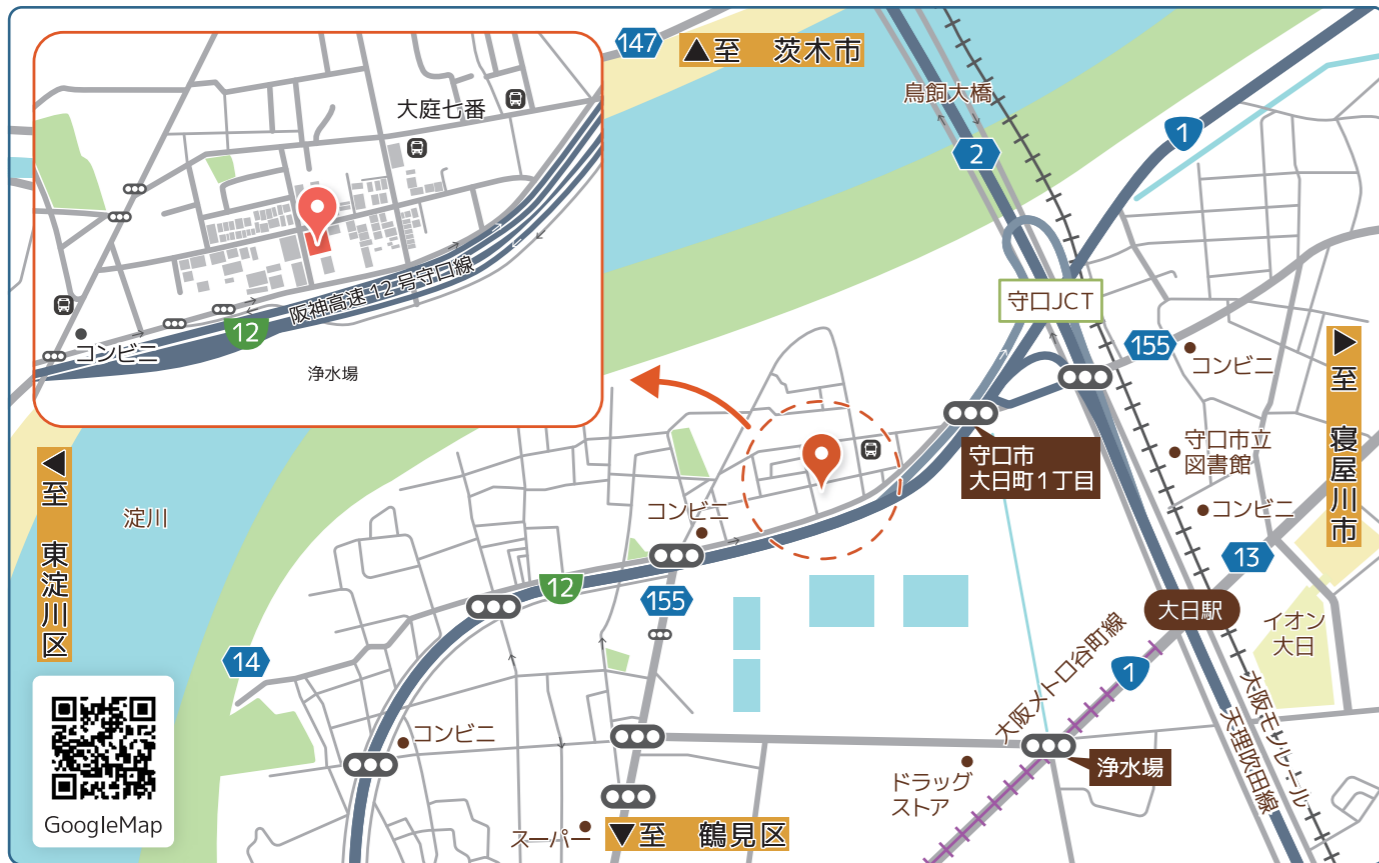 147
▲至 茨木市
大庭七番
鳥飼大橋
2
1
阪神高速12号守口線
12
コンビニ
浄水場
守口JCT
155
コンビニ
▶至 寝屋川市
守口市
大日町1丁目
守口市立
図書館
コンビニ
◀至 東淀川区
淀川
コンビニ
12
155
13
大日駅
イオン
大日
14
大阪メトロ谷町線
1
大阪モノレール
天理吹田線
コンビニ
浄水場
ドラッグ
ストア
スーパー
▼至 鶴見区
GoogleMap